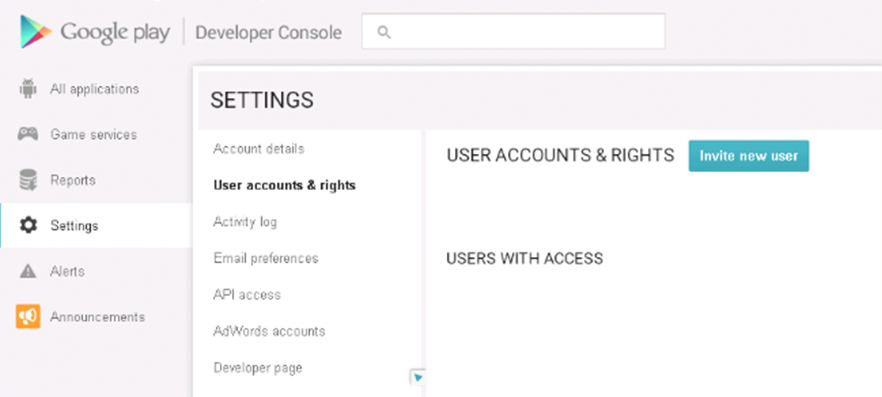 Google play Developer Console
All applications
Game services
Reports
Settings
Alerts
Announcements
SETTINGS
Account details
User accounts & rights
Activity log
Email preferences
API access
AdWords accounts
Developer page
USER ACCOUNTS & RIGHTS Invite new user
USERS WITH ACCESS